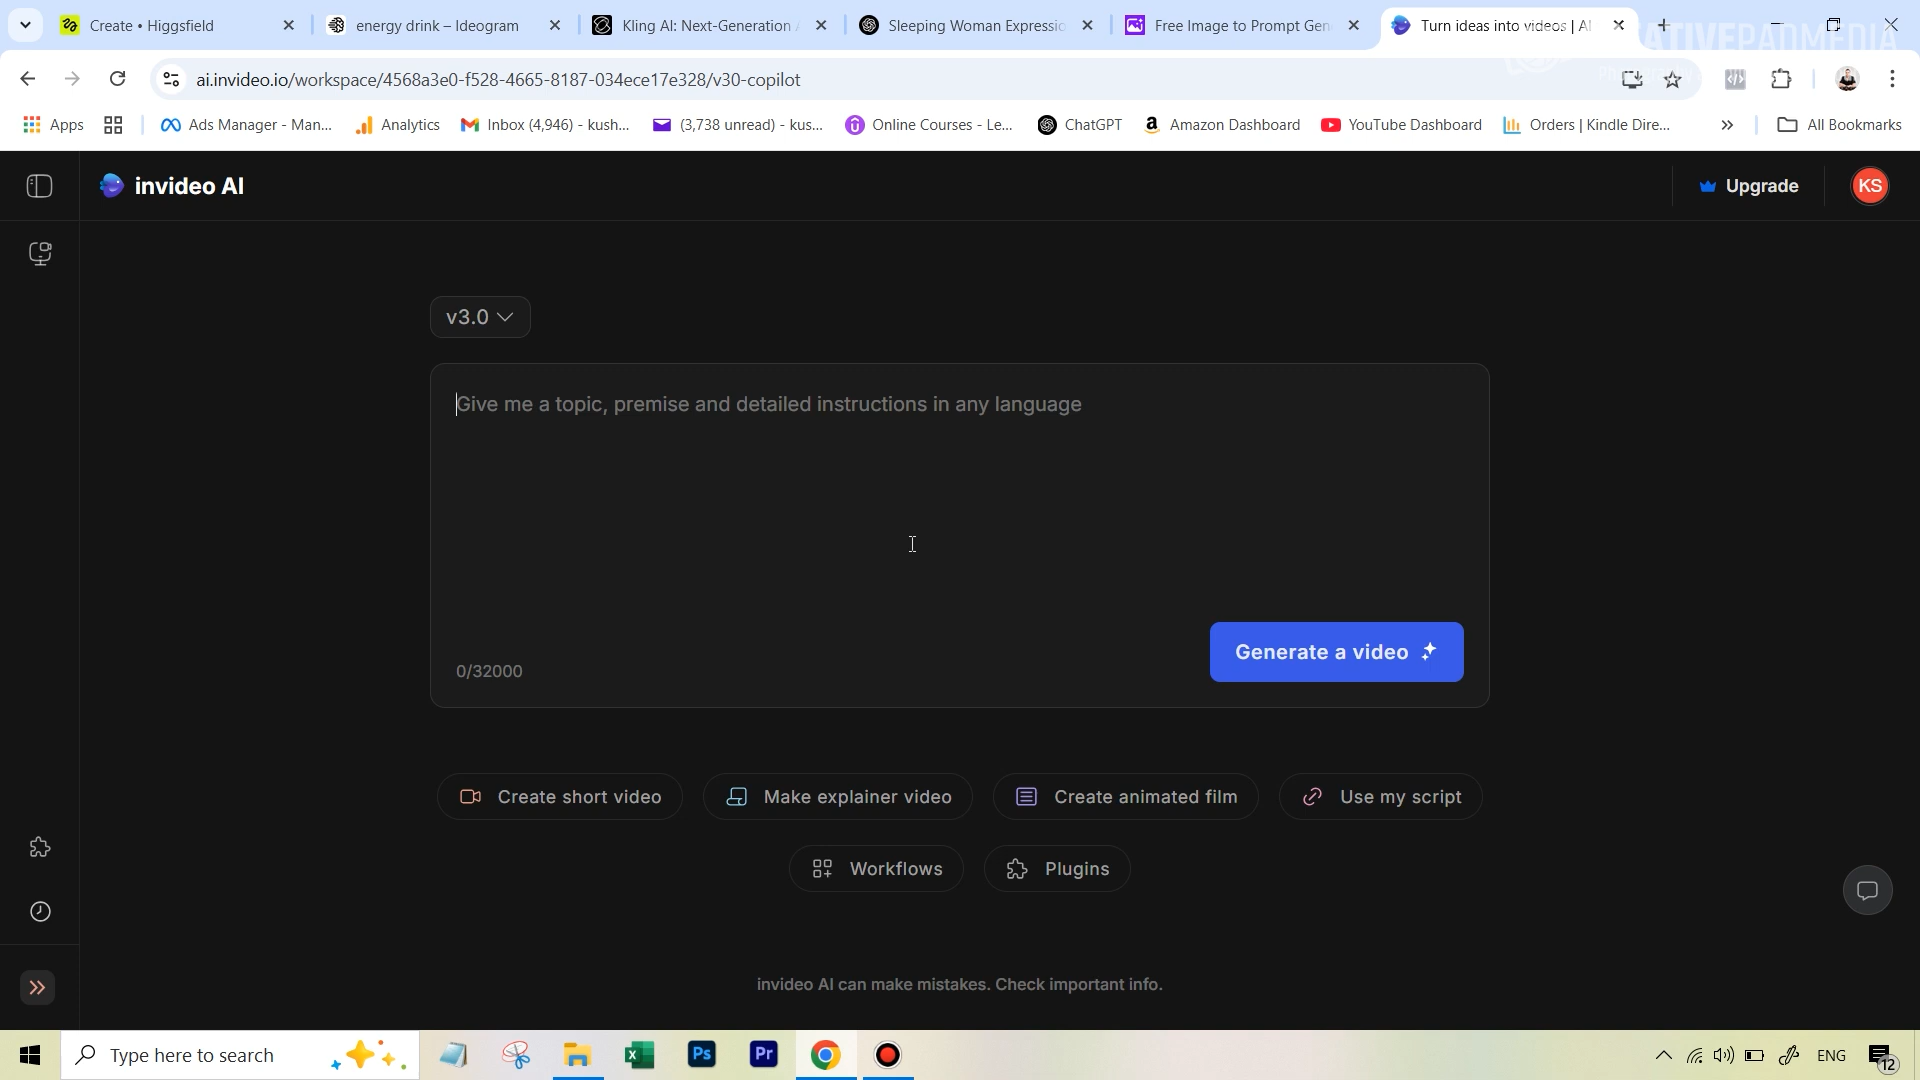 Create • Higgsfield
energy drink – Ideogram
Kling AI: Next-Generation
Sleeping Woman Expressio
Free Image to Prompt Gen
Turn ideas into videos | AI
ATIVEPADMEDIA
ai.invideo.io/workspace/4568a3e0-f528-4665-8187-034ece17e328/v30-copilot
Apps
Ads Manager - Man...
Analytics
Inbox (4,946) - kush...
(3,738 unread) - kus...
Online Courses - Le...
ChatGPT
Amazon Dashboard
YouTube Dashboard
Orders | Kindle Dire...
All Bookmarks
invideo AI
Upgrade
KS
v3.0
Give me a topic, premise and detailed instructions in any language
0/32000
Generate a video
Create short video
Make explainer video
Create animated film
Use my script
Workflows
Plugins
invideo AI can make mistakes. Check important info.
Type here to search
Ps
Pr
ENG
12